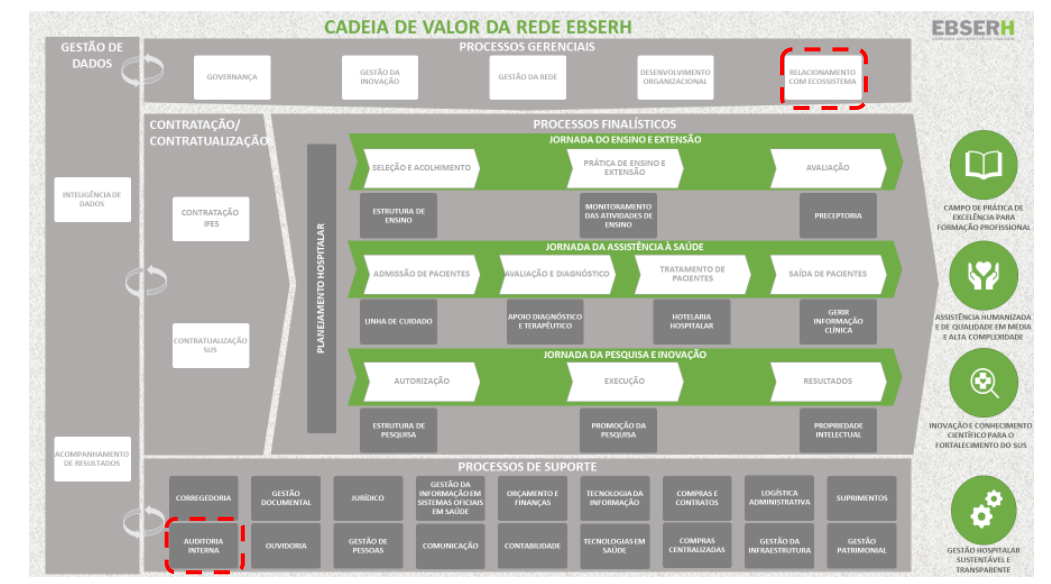 CADEIA DE VALOR DA REDE EBSERH
EBSERH
GESTÃO DE
DADOS
PROCESSOS GERENCIAIS
GOVERNANÇA
GESTÃO DA
INOVAÇÃO
GESTÃO DA REDE
DESENVOLVIMENTO
ORGANIZACIONAL
RELACIONAMENTO
COM ECOSSISTEMA
INTELIGÊNCIA DE
DADOS
ACOMPANHAMENTO
DE RESULTADOS
CONTRATAÇÃO/
CONTRATUALIZAÇÃO
CONTRATAÇÃO
IFES
CONTRATUALIZAÇÃO
SUS
PLANEJAMENTO HOSPITALAR
PROCESSOS FINALÍSTICOS
JORNADA DO ENSINO E EXTENSÃO
SELEÇÃO E ACOLHIMENTO
PRÁTICA DE ENSINO E
EXTENSÃO
AVALIAÇÃO
ESTRUTURA DE
ENSINO
MONITORAMENTO
DAS ATIVIDADES DE
ENSINO
PRECEPTORIA
JORNADA DA ASSISTÊNCIA À SAÚDE
ADMISSÃO DE PACIENTES
AVALIAÇÃO E DIAGNÓSTICO
TRATAMENTO DE
PACIENTES
SAÍDA DE PACIENTES
LINHA DE CUIDADO
APOIO DIAGNÓSTICO
E TERAPÊUTICO
HOTELARIA
HOSPITALAR
GERIR
INFORMAÇÃO
CLÍNICA
JORNADA DA PESQUISA E INOVAÇÃO
AUTORIZAÇÃO
EXECUÇÃO
RESULTADOS
ESTRUTURA DE
PESQUISA
PROMOÇÃO DA
PESQUISA
PROPRIEDADE
INTELECTUAL
PROCESSOS DE SUPORTE
CORREGEDORIA
GESTÃO
DOCUMENTAL
JURÍDICO
GESTÃO DA
INFORMAÇÃO EM
SISTEMAS OFICIAIS
EM SAÚDE
ORÇAMENTO E
FINANÇAS
TECNOLOGIA DA
INFORMAÇÃO
COMPRAS E
CONTRATOS
LOGÍSTICA
ADMINISTRATIVA
SUPRIMENTOS
AUDITORIA
INTERNA
OUVIDORIA
GESTÃO DE
PESSOAS
COMUNICAÇÃO
CONTABILIDADE
TECNOLOGIAS EM
SAÚDE
COMPRAS
CENTRALIZADAS
GESTÃO DA
INFRAESTRUTURA
GESTÃO
PATRIMONIAL
CAMPO DE PRÁTICA DE
EXCELÊNCIA PARA
FORMAÇÃO PROFISSIONAL
ASSISTÊNCIA HUMANIZADA
E DE QUALIDADE EM MÉDIA
E ALTA COMPLEXIDADE
INOVAÇÃO E CONHECIMENTO
CIENTÍFICO PARA O
FORTALECIMENTO DO SUS
GESTÃO HOSPITALAR
SUSTENTÁVEL E
TRANSPARENTE